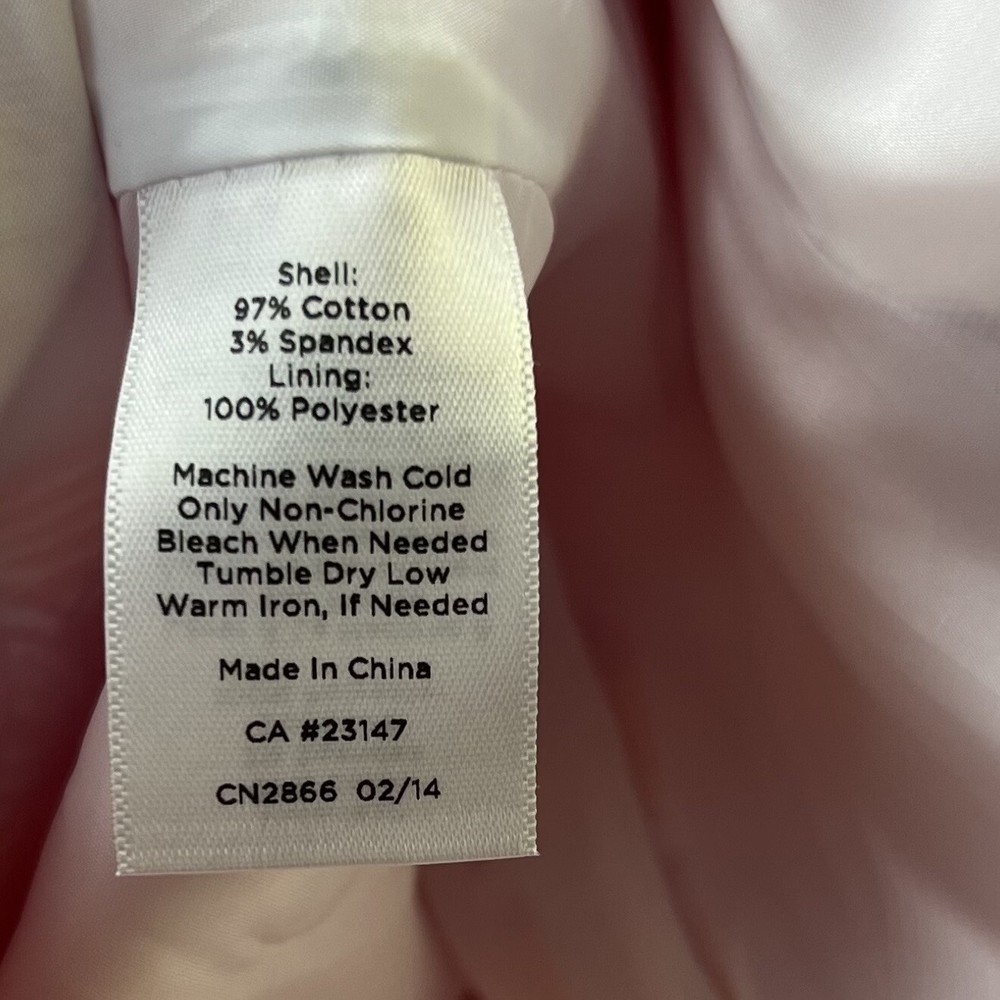 Shell:
97% Cotton
3% Spandex
Lining:
100% Polyester
Machine Wash Cold
Only Non-Chlorine
Bleach When Needed
Tumble Dry Low
Warm Iron, If Needed
Made In China
CA #23147
CN2866 02/14